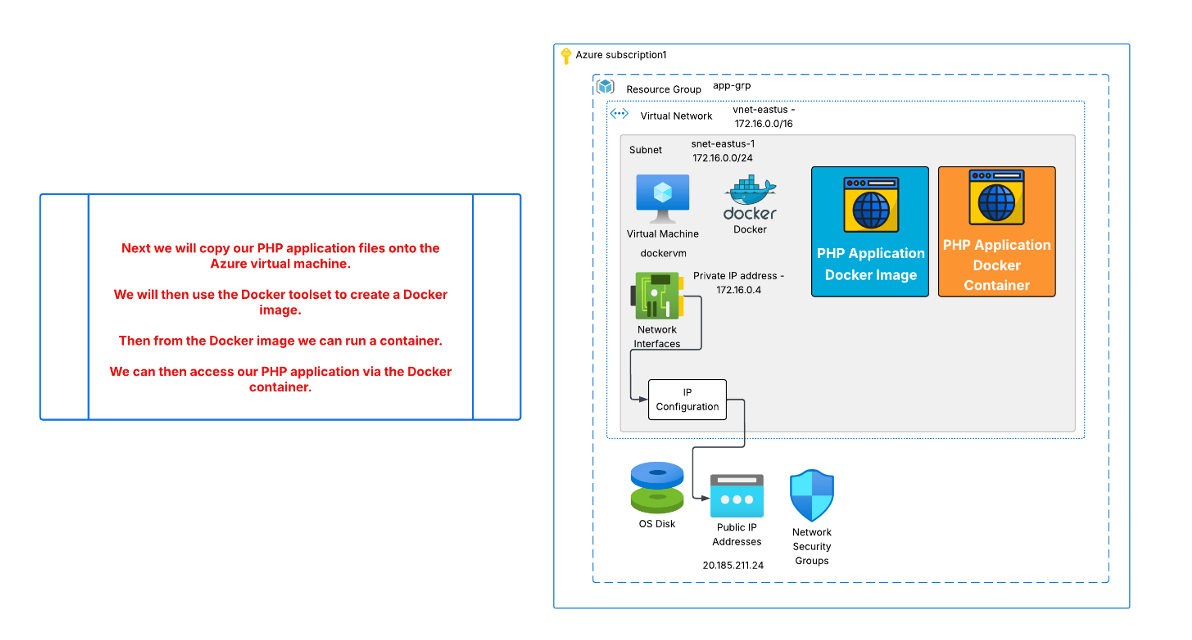 Next we will copy our PHP application files onto the
Azure virtual machine.
We will then use the Docker toolset to create a Docker
image.
Then from the Docker image we can run a container.
We can then access our PHP application via the Docker
container.
Azure subscription1
Resource Group
app-grp
Virtual Network
vnet-eastus -
172.16.0.0/16
Subnet
snet-eastus-1
172.16.0.0/24
Virtual Machine
dockervm
docker
Docker
PHP Application
Docker Image
PHP Application
Docker
Container
Private IP address -
172.16.0.4
Network
Interfaces
IP
Configuration
OS Disk
Public IP
Addresses
20.185.211.24
Network
Security
Groups